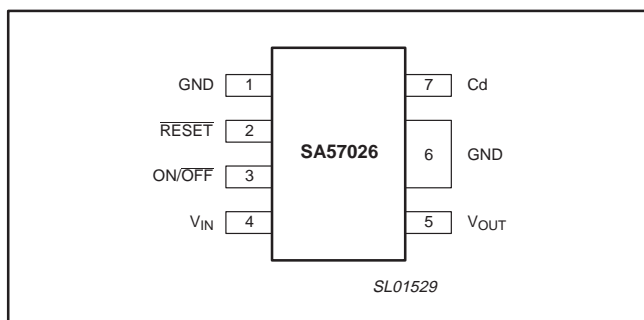 GND 1 7 Cd
RESET 2
SA57026 6 GND
ON/OFF 3
VIN 4 5 VOUT
SL01529